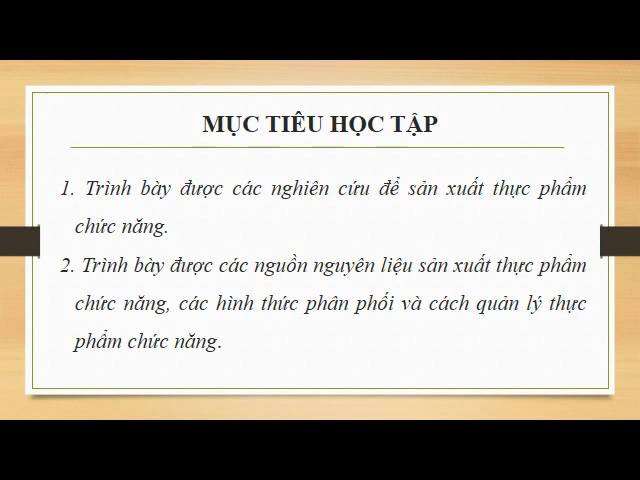 MỤC TIÊU HỌC TẬP
1. Trình bày được các nghiên cứu để sản xuất thực phẩm
chức năng.
2. Trình bày được các nguồn nguyên liệu sản xuất thực phẩm
chức năng, các hình thức phân phối và cách quản lý thực
phẩm chức năng.